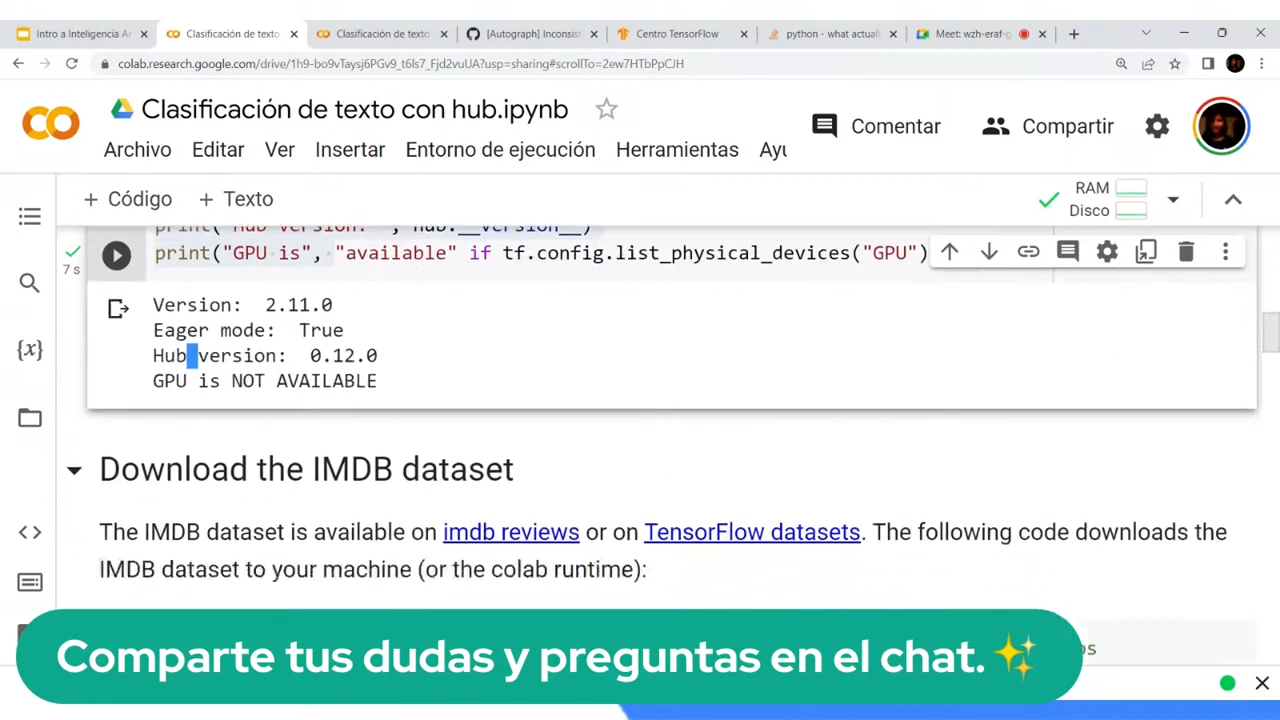 Intro a Inteligencia Ar
Clasificación de texto
Clasificación de texto
[Autograph] Inconsist
Centro TensorFlow
python - what actuall
Meet: wzh-eraf-g
colab.research.google.com/drive/1h9-bo9vTaysj6PGv9_t6ls7_Fjd2vuUA?usp=sharing#scrollTo=2ew7HTbPpCJH
Clasificación de texto con hub.ipynb
Comentar
Compartir
Archivo Editar Ver Insertar Entorno de ejecución Herramientas Ayu
+ Código + Texto
RAM
Disco
print("Hub version: ", hub.__version__)
print("GPU is", "available" if tf.config.list_physical_devices("GPU")
7 s
Version: 2.11.0
Eager mode: True
Hub version: 0.12.0
GPU is NOT AVAILABLE
{x}
Download the IMDB dataset
The IMDB dataset is available on imdb reviews or on TensorFlow datasets. The following code downloads the
IMDB dataset to your machine (or the colab runtime):
Comparte tus dudas y preguntas en el chat.✨
os